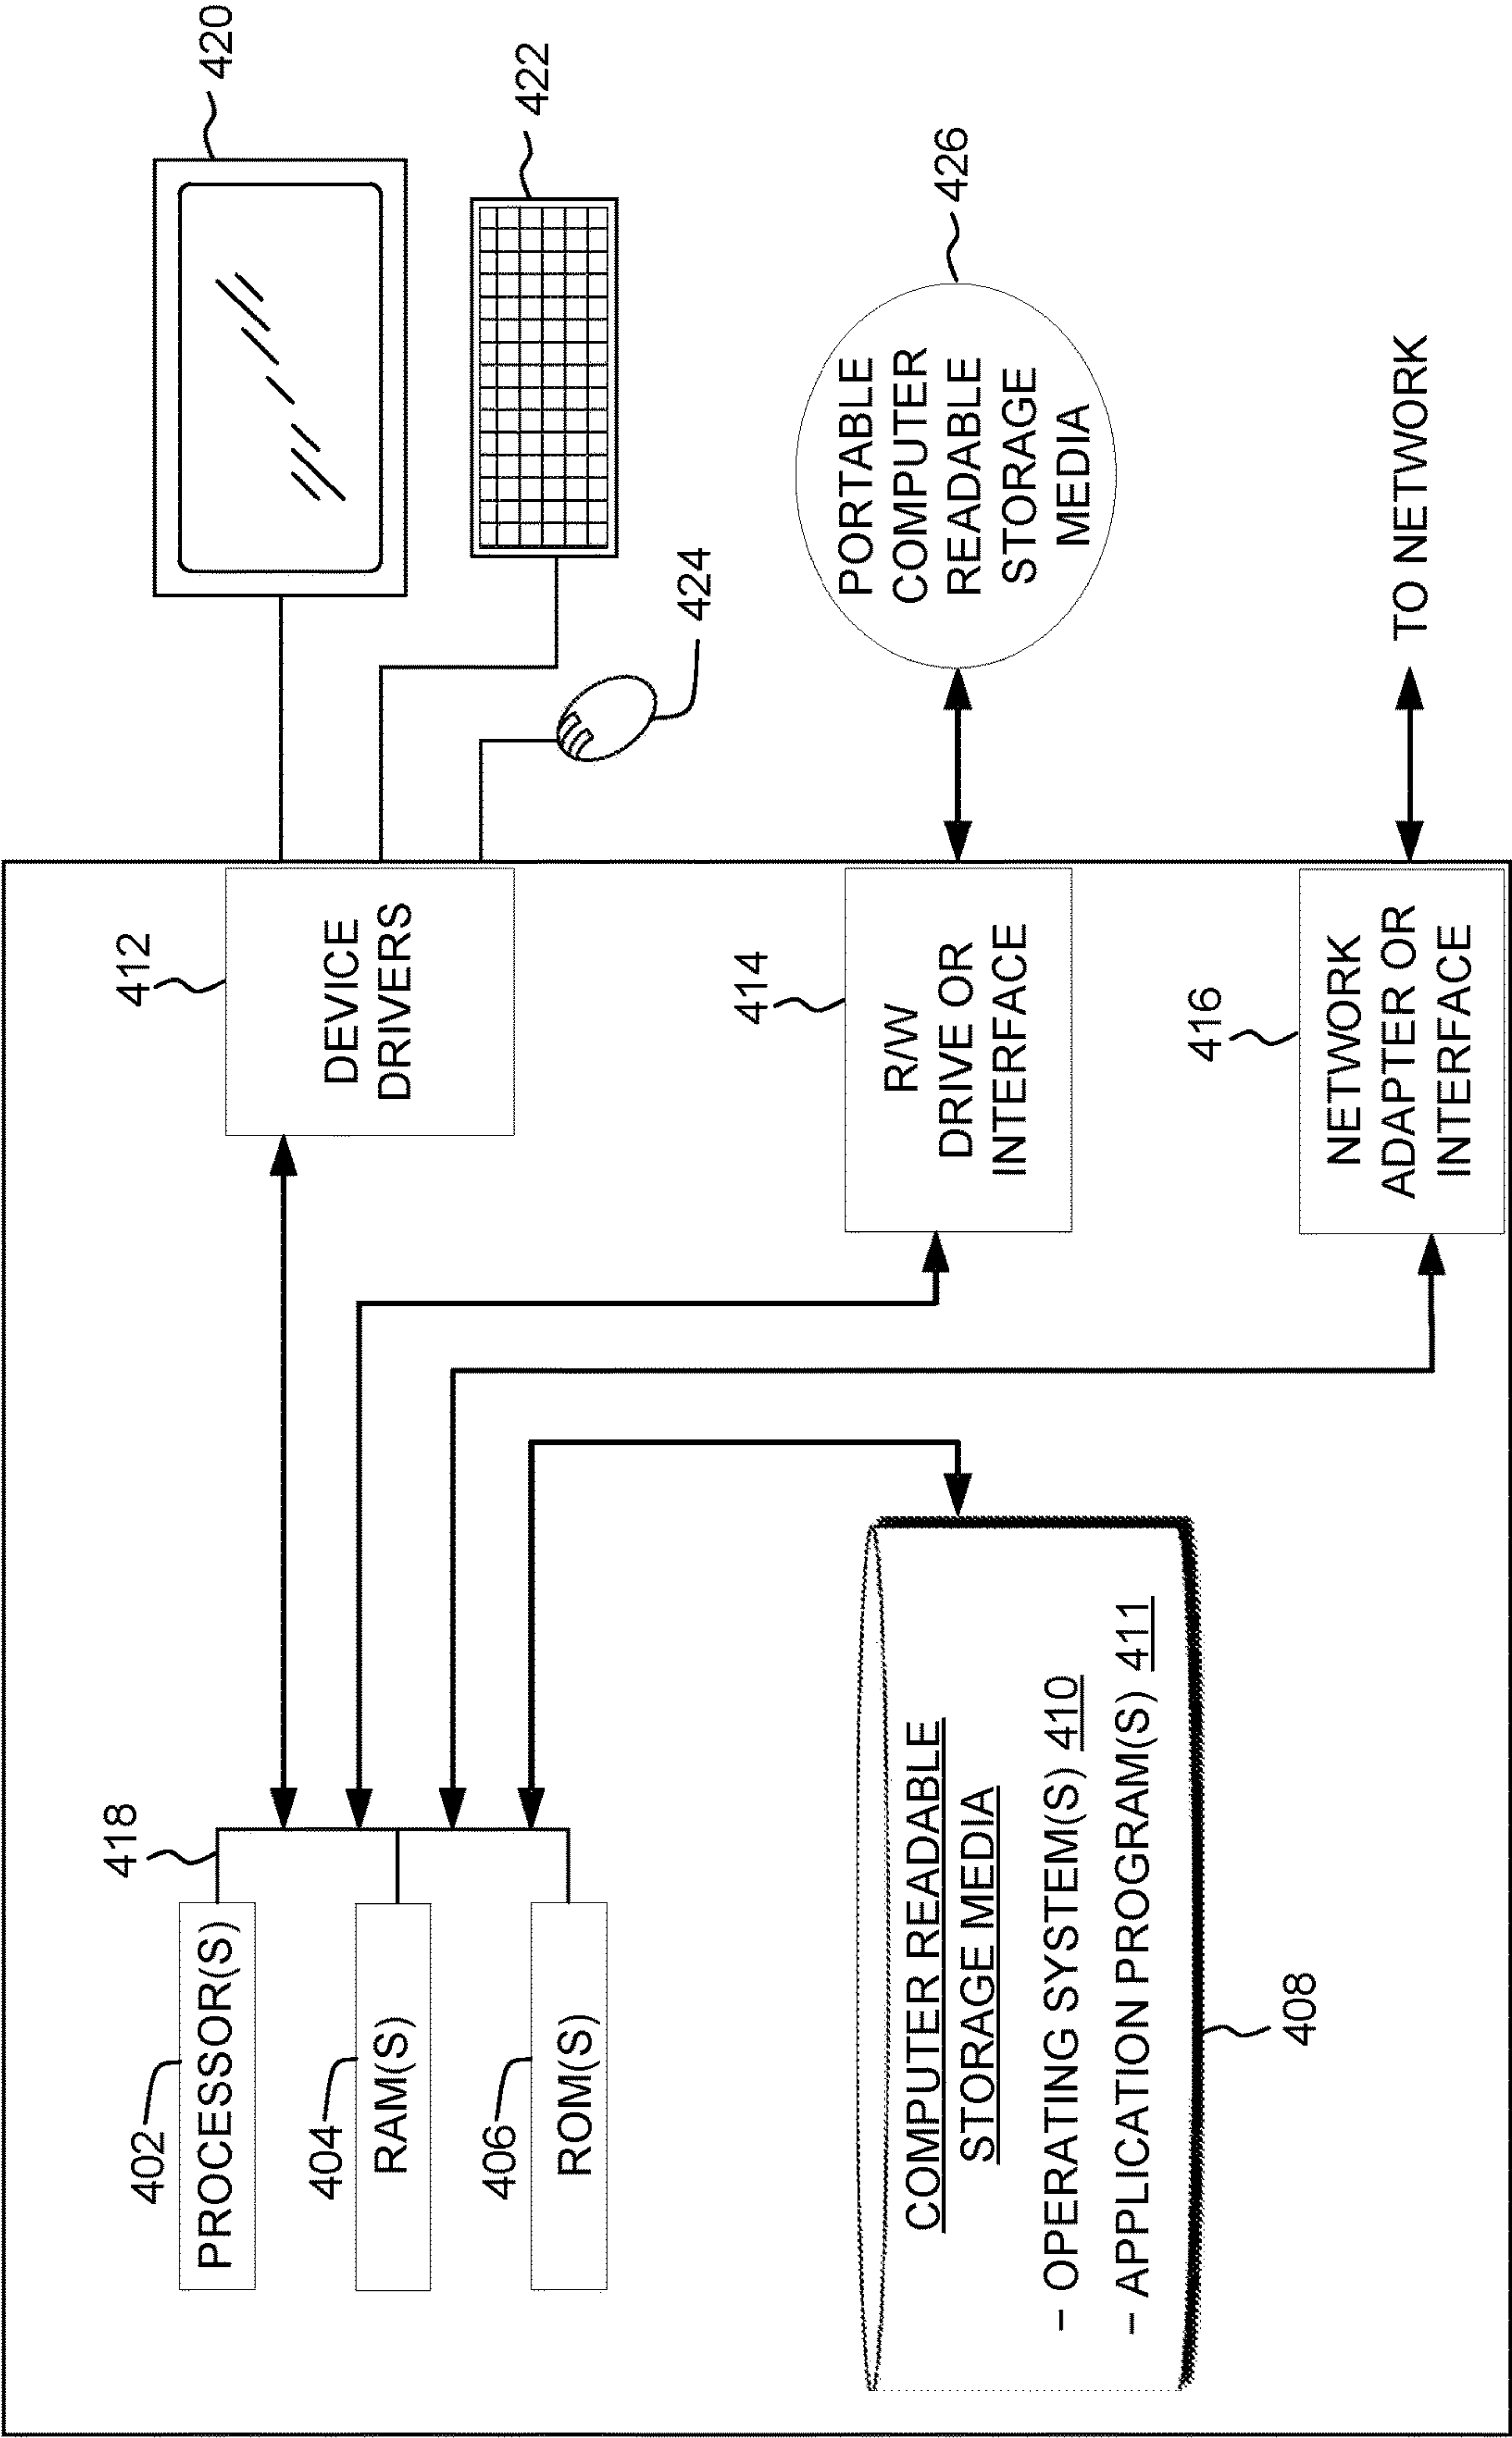 402
PROCESSOR(S)
418
404
RAM(S)
406
ROM(S)
COMPUTER READABLE
STORAGE MEDIA
– OPERATING SYSTEM(S) 410
– APPLICATION PROGRAM(S) 411
408
412
DEVICE
DRIVERS
414
R/W
DRIVE OR
INTERFACE
416
NETWORK
ADAPTER OR
INTERFACE
420
422
424
426
PORTABLE
COMPUTER
READABLE
STORAGE
MEDIA
TO NETWORK